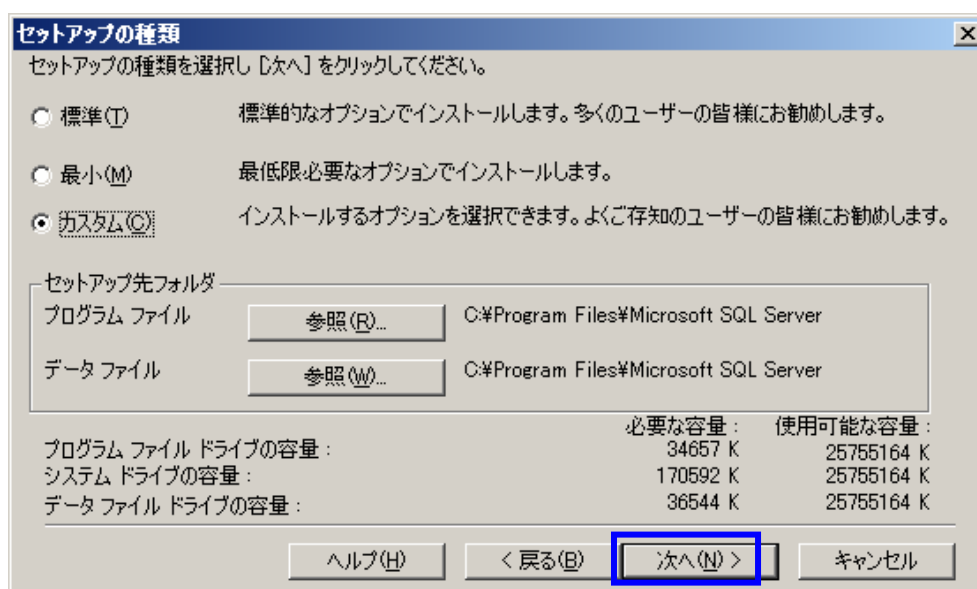 セットアップの種類
セットアップの種類を選択し [次へ] をクリックしてください。
標準(T) 標準的なオプションでインストールします。多くのユーザーの皆様にお勧めします。
最小(M) 最低限必要なオプションでインストールします。
カスタム(C) インストールするオプションを選択できます。よくご存知のユーザーの皆様にお勧めします。
セットアップ先フォルダ
プログラム ファイル 参照(R)... C:¥Program Files¥Microsoft SQL Server
データ ファイル 参照(W)... C:¥Program Files¥Microsoft SQL Server
必要な容量 : 使用可能な容量 :
プログラム ファイル ドライブの容量 : 34657 K 25755164 K
システム ドライブの容量 : 170592 K 25755164 K
データ ファイル ドライブの容量 : 36544 K 25755164 K
ヘルプ(H) < 戻る(B) 次へ(N) > キャンセル